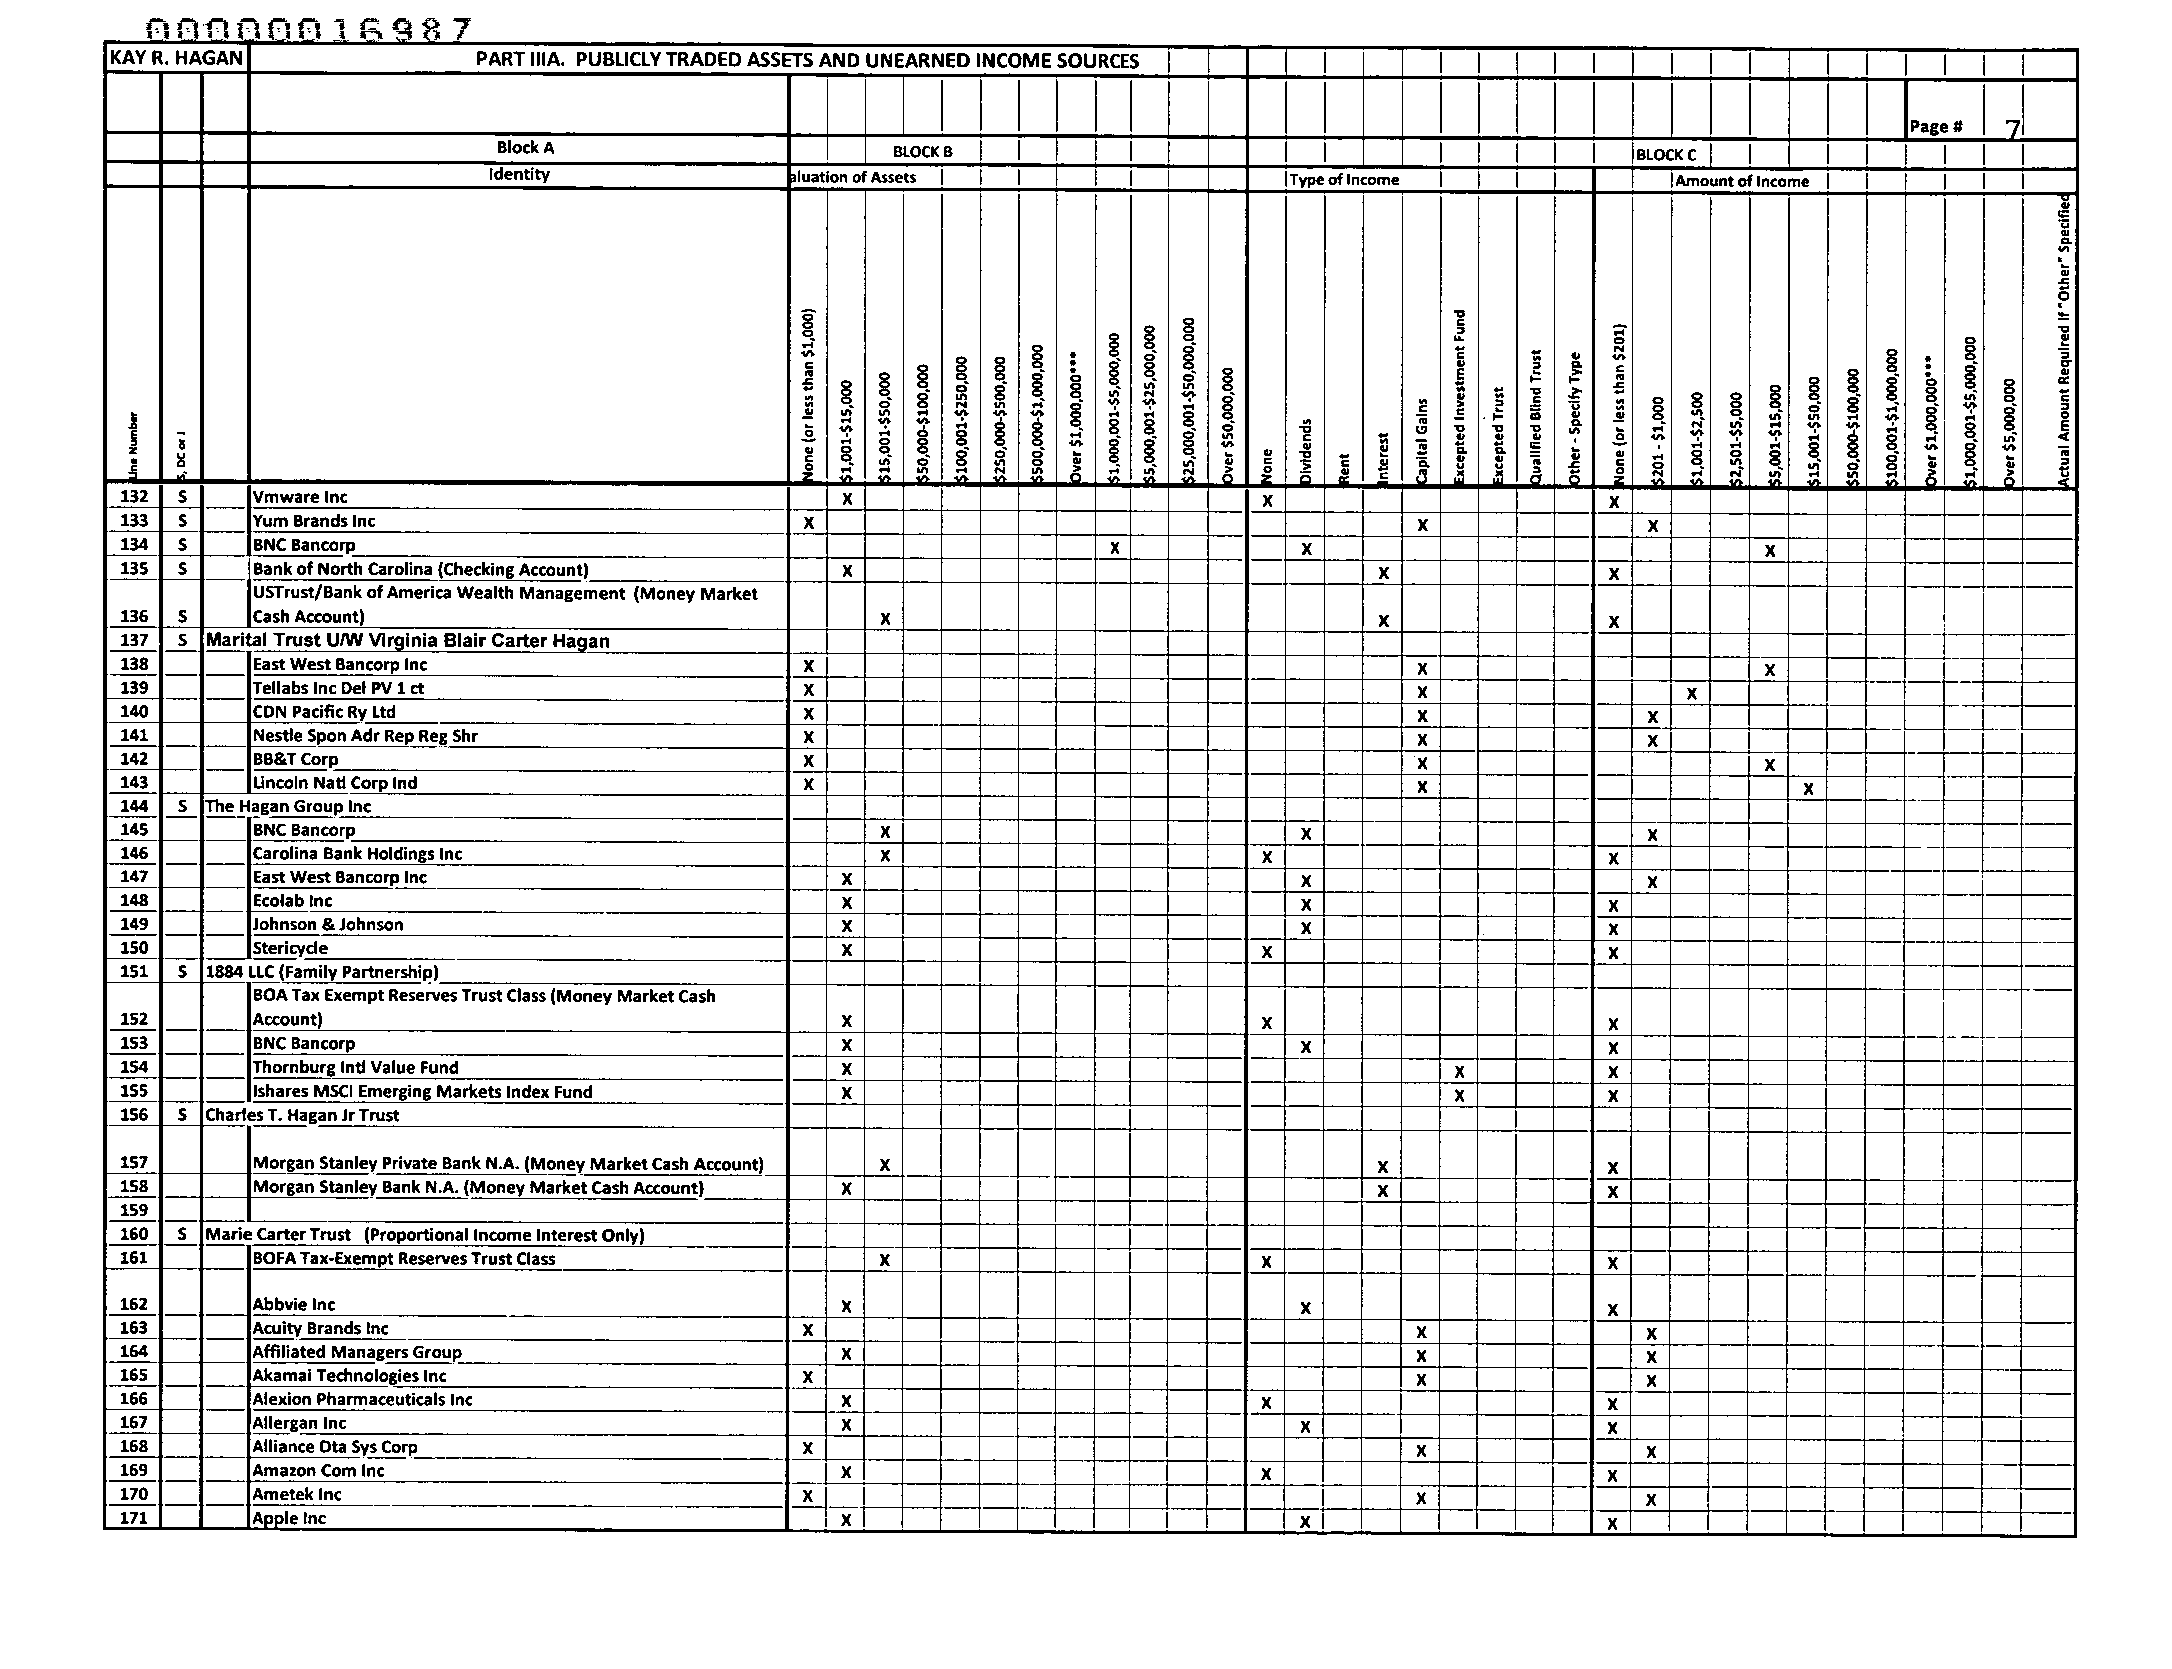 00000016987
KAY R. HAGAN PART IIIA. PUBLICLY TRADED ASSETS AND UNEARNED INCOME SOURCES
Page # 7
Block A BLOCK B BLOCK C
Identity aluation of Assets Type of Income Amount of Income
Line Number
S, DC or J
None (or less than $1,000)
$1,001-$15,000
$15,001-$50,000
$50,000-$100,000
$100,001-$250,000
$250,000-$500,000
$500,000-$1,000,000
Over $1,000,000***
$1,000,001-$5,000,000
$5,000,001-$25,000,000
$25,000,001-$50,000,000
Over $50,000,000
None
Dividends
Rent
Interest
Capital Gains
Excepted Investment Fund
Excepted Trust
Qualified Blind Trust
Other - Specify Type
None (or less than $201)
$201 - $1,000
$1,001-$2,500
$2,501-$5,000
$5,001-$15,000
$15,001-$50,000
$50,000-$100,000
$100,001-$1,000,000
Over $1,000,000***
$1,000,001-$5,000,000
Over $5,000,000
Actual Amount Required If "Other" Specified
132 S Vmware Inc X X X
133 S Yum Brands Inc X X X
134 S BNC Bancorp X X X
135 S Bank of North Carolina (Checking Account) X X X
USTrust/Bank of America Wealth Management (Money Market
136 S Cash Account) X X X
137 S Marital Trust U/W Virginia Blair Carter Hagan
138 East West Bancorp Inc X X X
139 Tellabs Inc Del PV 1 ct X X X
140 CDN Pacific Ry Ltd X X X
141 Nestle Spon Adr Rep Reg Shr X X X
142 BB&T Corp X X X
143 Lincoln Natl Corp Ind X X X
144 S The Hagan Group Inc
145 BNC Bancorp X X X
146 Carolina Bank Holdings Inc X X X
147 East West Bancorp Inc X X X
148 Ecolab Inc X X X
149 Johnson & Johnson X X X
150 Stericycle X X X
151 S 1884 LLC (Family Partnership)
BOA Tax Exempt Reserves Trust Class (Money Market Cash
152 Account) X X X
153 BNC Bancorp X X X
154 Thornburg Intl Value Fund X X X
155 Ishares MSCI Emerging Markets Index Fund X X X
156 S Charles T. Hagan Jr Trust
157 Morgan Stanley Private Bank N.A. (Money Market Cash Account) X X X
158 Morgan Stanley Bank N.A. (Money Market Cash Account) X X X
159
160 S Marie Carter Trust (Proportional Income Interest Only)
161 BOFA Tax-Exempt Reserves Trust Class X X X
162 Abbvie Inc X X X
163 Acuity Brands Inc X X X
164 Affiliated Managers Group X X X
165 Akamai Technologies Inc X X X
166 Alexion Pharmaceuticals Inc X X X
167 Allergan Inc X X X
168 Alliance Dta Sys Corp X X X
169 Amazon Com Inc X X X
170 Ametek Inc X X X
171 Apple Inc X X X